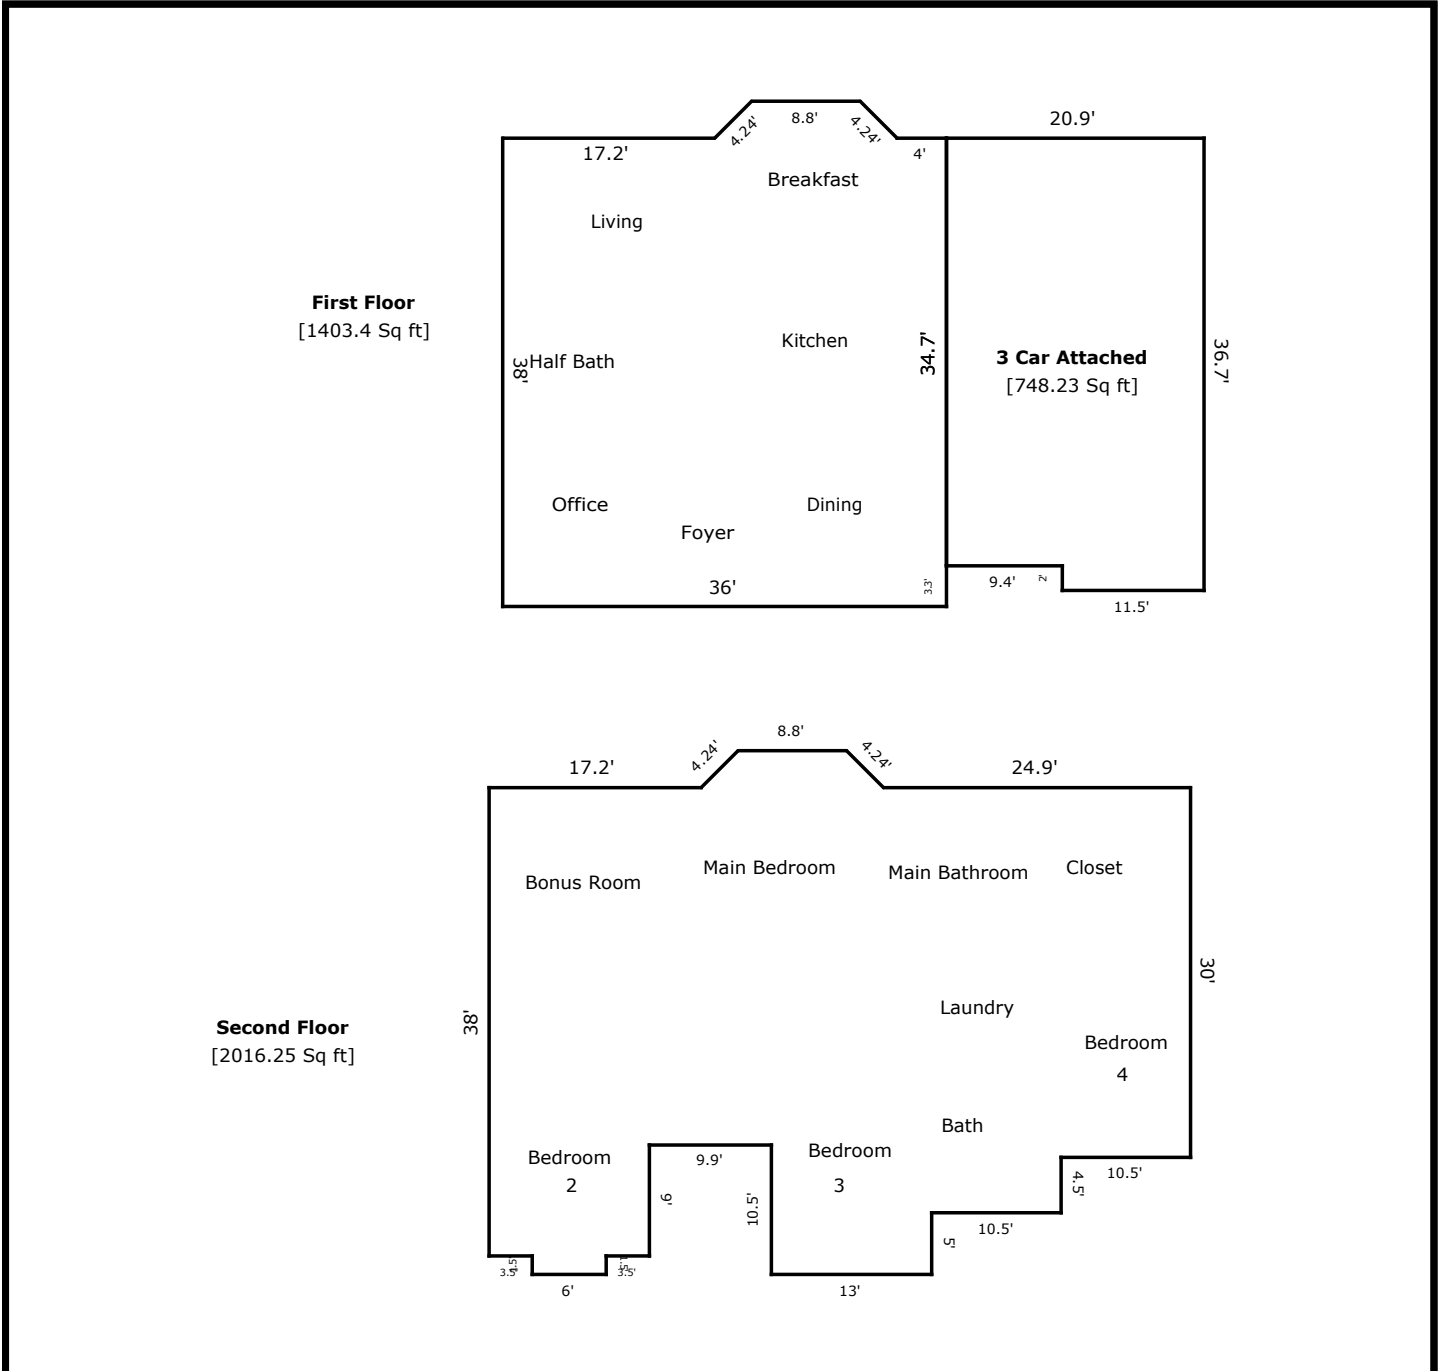 4.24'
8.8'
4.24'
20.9'
17.2'
4'
Breakfast
Living
First Floor
[1403.4 Sq ft]
38'
Half Bath
Kitchen
34.7'
3 Car Attached
[748.23 Sq ft]
36.7'
Office
Dining
Foyer
36'
3.3'
9.4'
2'
11.5'
8.8'
17.2'
4.24'
4.24'
24.9'
Bonus Room
Main Bedroom
Main Bathroom
Closet
30'
Second Floor
[2016.25 Sq ft]
38'
Laundry
Bedroom
4
Bath
Bedroom
2
9.9'
Bedroom
3
9'
10.5'
4.5'
10.5'
10.5'
5'
3.5'
1.5'
6'
1.5'
3.5'
13'